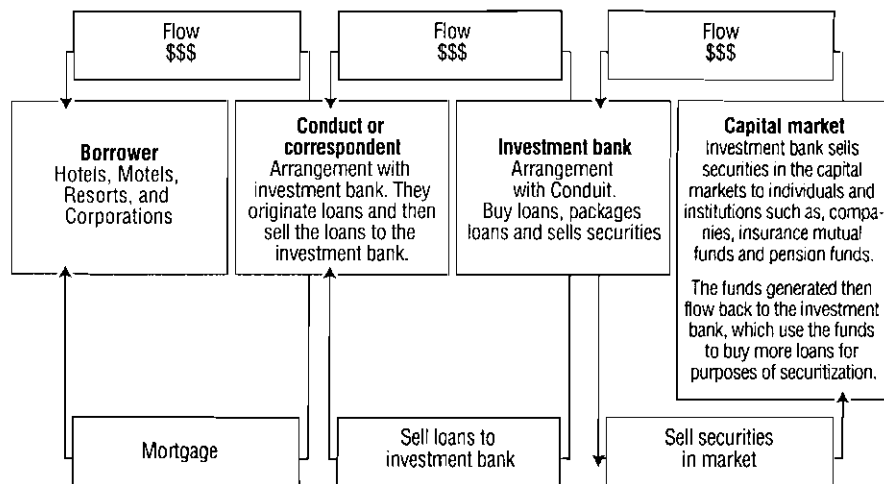 Flow
$$$
Flow
$$$
Flow
$$$
Borrower
Hotels, Motels,
Resorts, and
Corporations
Conduct or
correspondent
Arrangement with
investment bank. They
originate loans and then
sell the loans to the
investment bank.
Investment bank
Arrangement
with Conduit.
Buy loans, packages
loans and sells securities
Capital market
Investment bank sells
securities in the capital
markets to individuals and
institutions such as, compa-
nies, insurance mutual
funds and pension funds.
The funds generated then
flow back to the investment
bank, which use the funds
to buy more loans for
purposes of securitization.
Mortgage
Sell loans to
investment bank
Sell securities
in market